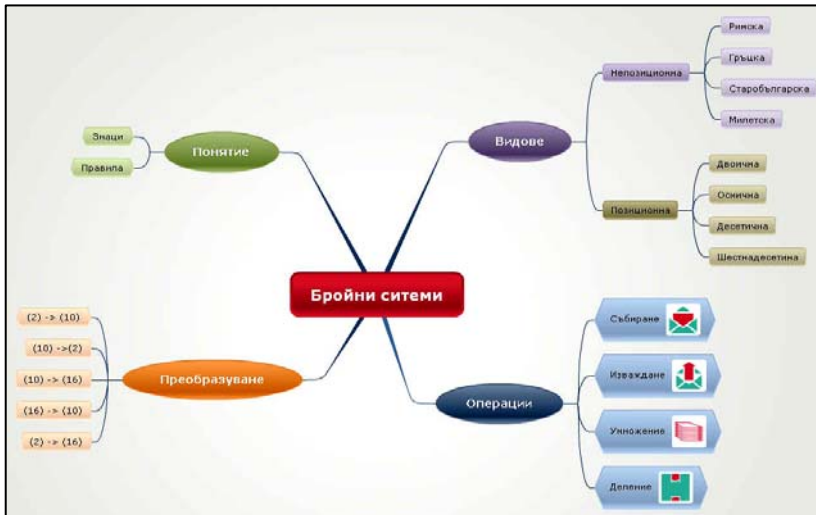 Бройни ситеми
Понятие
Знаци
Правила
Видове
Непозиционна
Римска
Гръцка
Старобългарска
Милетска
Позиционна
Двоична
Оснична
Десетична
Шестнадесетина
Преобразуване
(2) -> (10)
(10) ->(2)
(10) -> (16)
(16) -> (10)
(2) -> (16)
Операции
Събиране
Изваждане
Умножение
Деление